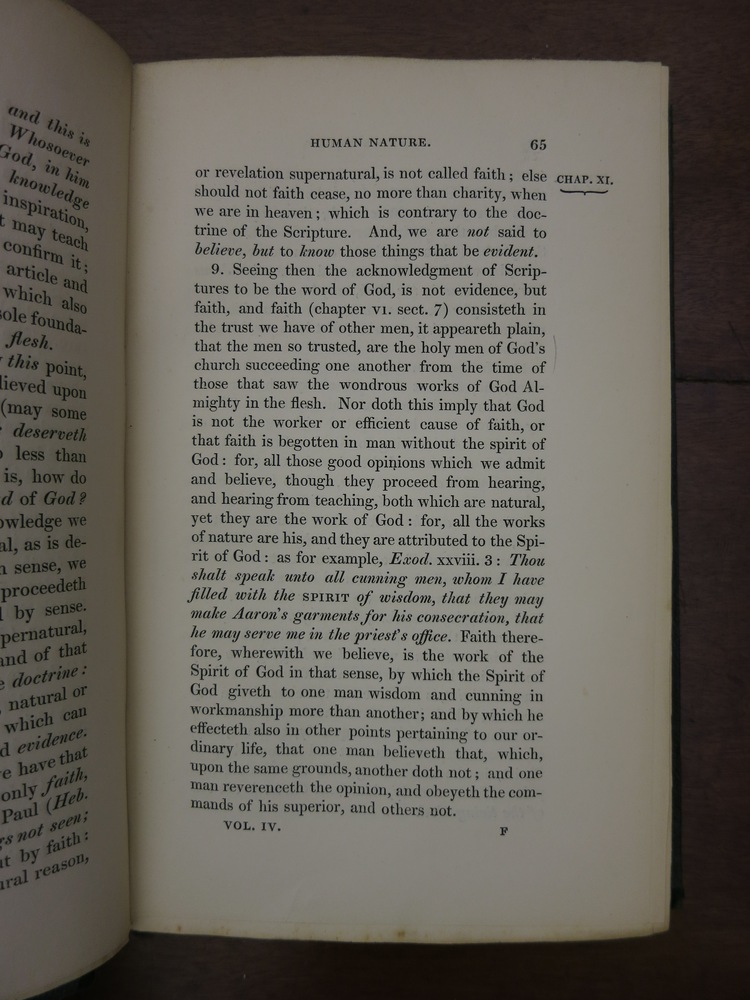 and this is
Whosoever
God, in him
knowledge
inspiration,
may teach
confirm it;
article and
which also
sole founda-
flesh.
this point,
lieved upon
(may some
deserveth
less than
is, how do
of God?
owledge we
al, as is de-
sense, we
proceedeth
by sense.
pernatural,
and of that
doctrine:
natural or
which can
evidence.
have that
only faith,
Paul (Heb.
gs not seen;
by faith:
ural reason,
HUMAN NATURE. 65
or revelation supernatural, is not called faith; else CHAP. XI.
should not faith cease, no more than charity, when
we are in heaven; which is contrary to the doc-
trine of the Scripture. And, we are not said to
believe, but to know those things that be evident.
9. Seeing then the acknowledgment of Scrip-
tures to be the word of God, is not evidence, but
faith, and faith (chapter VI. sect. 7) consisteth in
the trust we have of other men, it appeareth plain,
that the men so trusted, are the holy men of God's
church succeeding one another from the time of
those that saw the wondrous works of God Al-
mighty in the flesh. Nor doth this imply that God
is not the worker or efficient cause of faith, or
that faith is begotten in man without the spirit of
God: for, all those good opinions which we admit
and believe, though they proceed from hearing,
and hearing from teaching, both which are natural,
yet they are the work of God: for, all the works
of nature are his, and they are attributed to the Spi-
rit of God: as for example, Exod. xxviii. 3: Thou
shalt speak unto all cunning men, whom I have
filled with the SPIRIT of wisdom, that they may
make Aaron's garments for his consecration, that
he may serve me in the priest's office. Faith there-
fore, wherewith we believe, is the work of the
Spirit of God in that sense, by which the Spirit of
God giveth to one man wisdom and cunning in
workmanship more than another; and by which he
effecteth also in other points pertaining to our or-
dinary life, that one man believeth that, which,
upon the same grounds, another doth not; and one
man reverenceth the opinion, and obeyeth the com-
mands of his superior, and others not.
VOL. IV. F